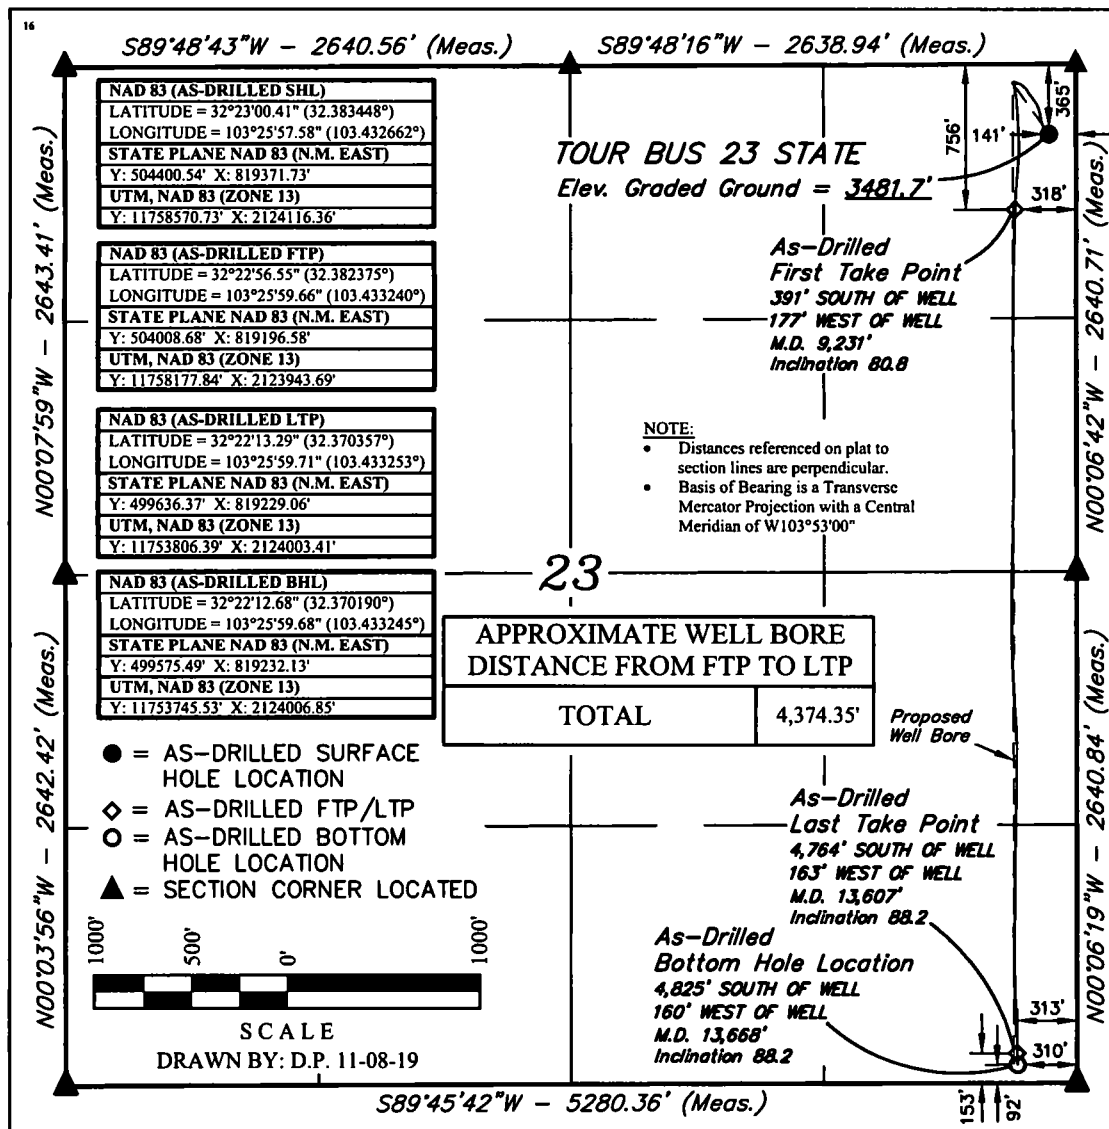 16
S89°48'43"W - 2640.56' (Meas.)
S89°48'16"W - 2638.94' (Meas.)
N00°07'59"W - 2643.41' (Meas.)
N00°03'56"W - 2642.42' (Meas.)
NAD 83 (AS-DRILLED SHL)
LATITUDE = 32°23'00.41" (32.383448°)
LONGITUDE = 103°25'57.58" (103.432662°)
STATE PLANE NAD 83 (N.M. EAST)
Y: 504400.54' X: 819371.73'
UTM, NAD 83 (ZONE 13)
Y: 11758570.73' X: 2124116.36'
NAD 83 (AS-DRILLED FTP)
LATITUDE = 32°22'56.55" (32.382375°)
LONGITUDE = 103°25'59.66" (103.433240°)
STATE PLANE NAD 83 (N.M. EAST)
Y: 504008.68' X: 819196.58'
UTM, NAD 83 (ZONE 13)
Y: 11758177.84' X: 2123943.69'
NAD 83 (AS-DRILLED LTP)
LATITUDE = 32°22'13.29" (32.370357°)
LONGITUDE = 103°25'59.71" (103.433253°)
STATE PLANE NAD 83 (N.M. EAST)
Y: 499636.37' X: 819229.06'
UTM, NAD 83 (ZONE 13)
Y: 11753806.39' X: 2124003.41'
NAD 83 (AS-DRILLED BHL)
LATITUDE = 32°22'12.68" (32.370190°)
LONGITUDE = 103°25'59.68" (103.433245°)
STATE PLANE NAD 83 (N.M. EAST)
Y: 499575.49' X: 819232.13'
UTM, NAD 83 (ZONE 13)
Y: 11753745.53' X: 2124006.85'
365'
756'
141'
318'
TOUR BUS 23 STATE
Elev. Graded Ground = 3481.7'
As-Drilled
First Take Point
391' SOUTH OF WELL
177' WEST OF WELL
M.D. 9,231'
Inclination 80.8
N00°06'42"W - 2640.71' (Meas.)
NOTE:
• Distances referenced on plat to
section lines are perpendicular.
• Basis of Bearing is a Transverse
Mercator Projection with a Central
Meridian of W103°53'00"
23
APPROXIMATE WELL BORE
DISTANCE FROM FTP TO LTP
TOTAL 4,374.35'
Proposed
Well Bore
N00°06'19"W - 2640.84' (Meas.)
● = AS-DRILLED SURFACE
HOLE LOCATION
◇ = AS-DRILLED FTP/LTP
○ = AS-DRILLED BOTTOM
HOLE LOCATION
▲ = SECTION CORNER LOCATED
As-Drilled
Last Take Point
4,764' SOUTH OF WELL
163' WEST OF WELL
M.D. 13,607'
Inclination 88.2
As-Drilled
Bottom Hole Location
4,825' SOUTH OF WELL
160' WEST OF WELL
M.D. 13,668'
Inclination 88.2
313'
310'
153'
92'
1000' 500' 0' 1000'
SCALE
DRAWN BY: D.P. 11-08-19
S89°45'42"W - 5280.36' (Meas.)